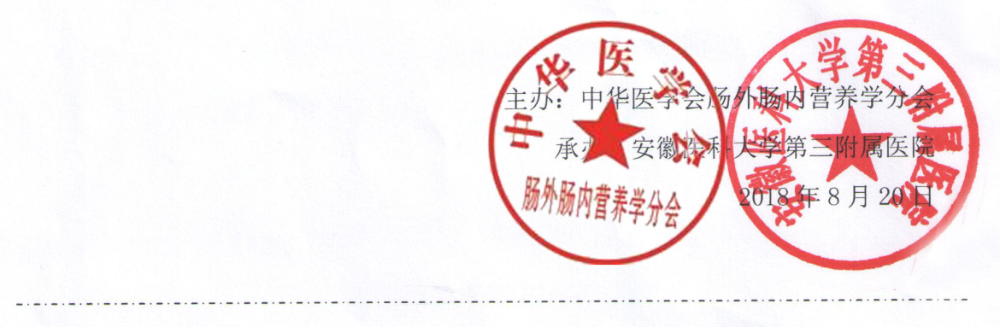 主办：中华医学会肠外肠内营养学分会
承办：安徽医科大学第三附属医院
2018年8月20日
中华医学会
肠外肠内营养学分会
安徽医科大学第三附属医院